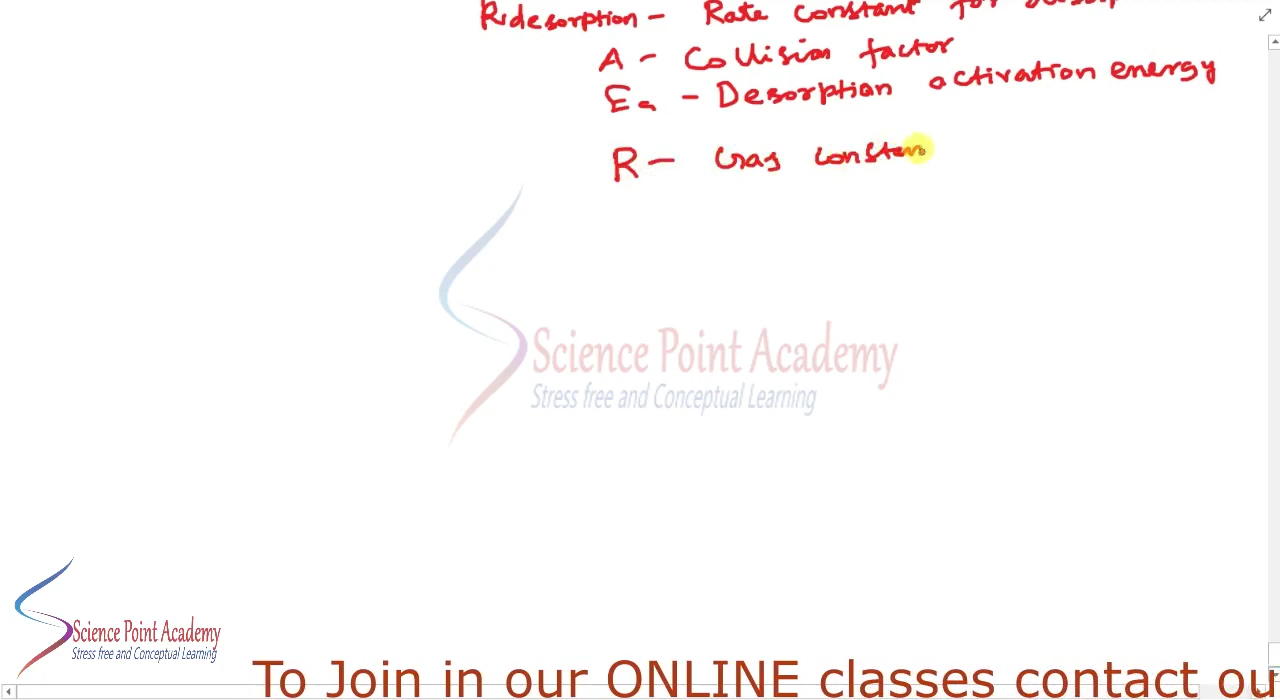 Rdesorption - Rate constant for
A - Collision factor
Ea - Desorption activation energy
R - Gas constan
Science Point Academy
Stress free and Conceptual Learning
Science Point Academy
Stress free and Conceptual Learning
To Join in our ONLINE classes contact ou